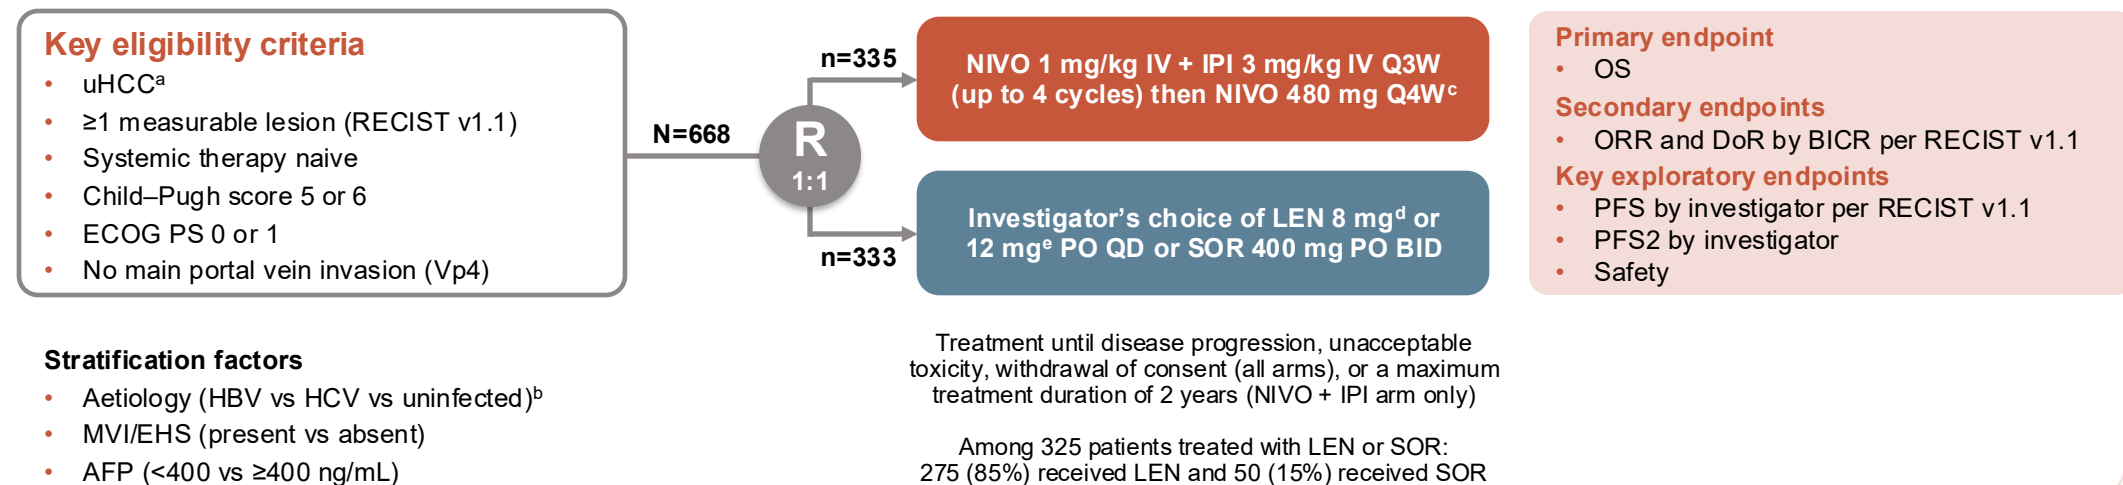 Key eligibility criteria
• uHCCᵃ
• ≥1 measurable lesion (RECIST v1.1)
• Systemic therapy naive
• Child–Pugh score 5 or 6
• ECOG PS 0 or 1
• No main portal vein invasion (Vp4)
Stratification factors
• Aetiology (HBV vs HCV vs uninfected)ᵇ
• MVI/EHS (present vs absent)
• AFP (<400 vs ≥400 ng/mL)
N=668
R
1:1
n=335
n=333
NIVO 1 mg/kg IV + IPI 3 mg/kg IV Q3W
(up to 4 cycles) then NIVO 480 mg Q4Wᶜ
Investigator’s choice of LEN 8 mgᵈ or
12 mgᵉ PO QD or SOR 400 mg PO BID
Treatment until disease progression, unacceptable
toxicity, withdrawal of consent (all arms), or a maximum
treatment duration of 2 years (NIVO + IPI arm only)
Among 325 patients treated with LEN or SOR:
275 (85%) received LEN and 50 (15%) received SOR
Primary endpoint
• OS
Secondary endpoints
• ORR and DoR by BICR per RECIST v1.1
Key exploratory endpoints
• PFS by investigator per RECIST v1.1
• PFS2 by investigator
• Safety